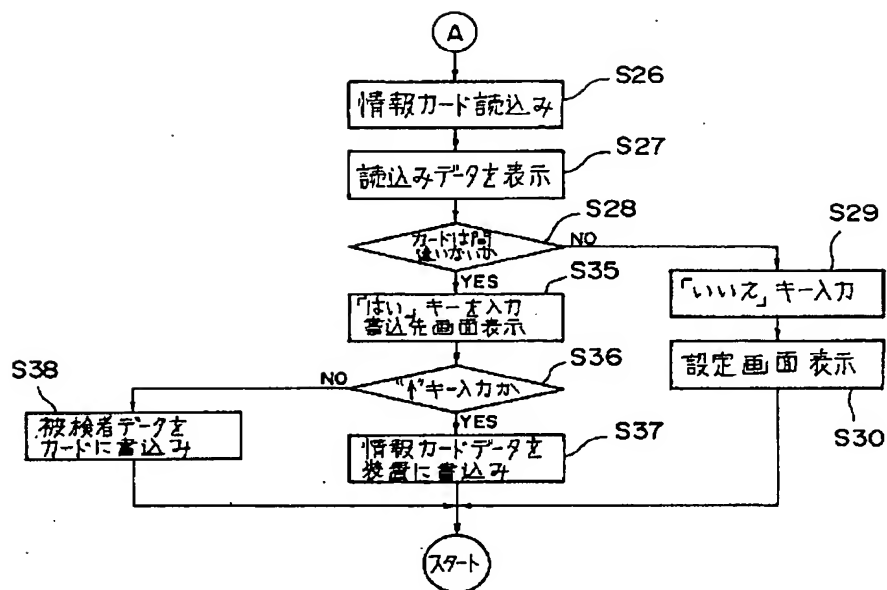 A
S26
情報カード読込み
S27
読込みデータを表示
S28
カードは間
違いないか
NO
S29
YES
S35
「いいえ」キー入力
「はい」キーを入力
書込先画面表示
設定画面表示
S30
S36
"↑"キー入力か
NO
S38
YES
被検者データを
カードに書込み
S37
情報カードデータを
装置に書込み
スタート